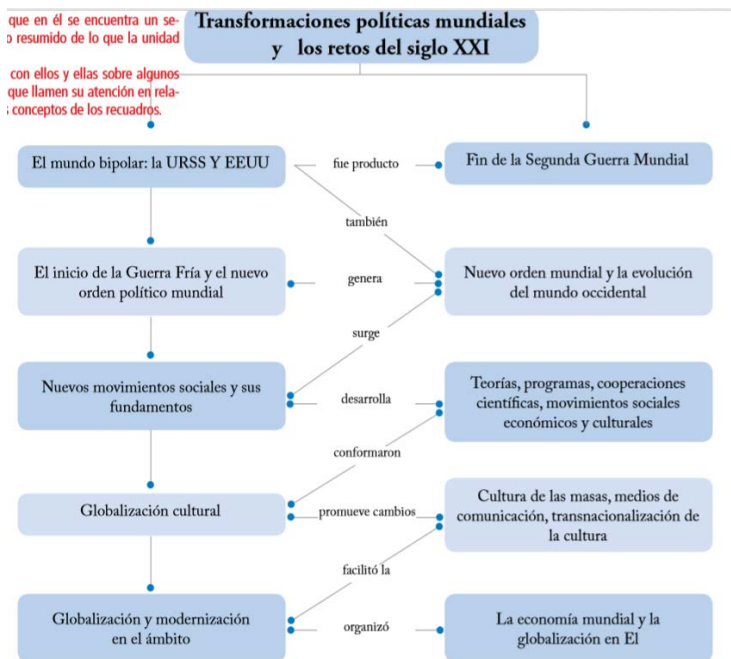 que en él se encuentra un se-
o resumido de lo que la unidad
con ellos y ellas sobre algunos
que llamen su atención en rela-
s conceptos de los recuadros.
Transformaciones políticas mundiales
y los retos del siglo XXI
El mundo bipolar: la URSS Y EEUU
fue producto
Fin de la Segunda Guerra Mundial
también
El inicio de la Guerra Fría y el nuevo
orden político mundial
genera
Nuevo orden mundial y la evolución
del mundo occidental
surge
Nuevos movimientos sociales y sus
fundamentos
desarrolla
Teorías, programas, cooperaciones
científicas, movimientos sociales
económicos y culturales
conformaron
Globalización cultural
promueve cambios
Cultura de las masas, medios de
comunicación, transnacionalización de
la cultura
facilitó la
Globalización y modernización
en el ámbito
organizó
La economía mundial y la
globalización en El